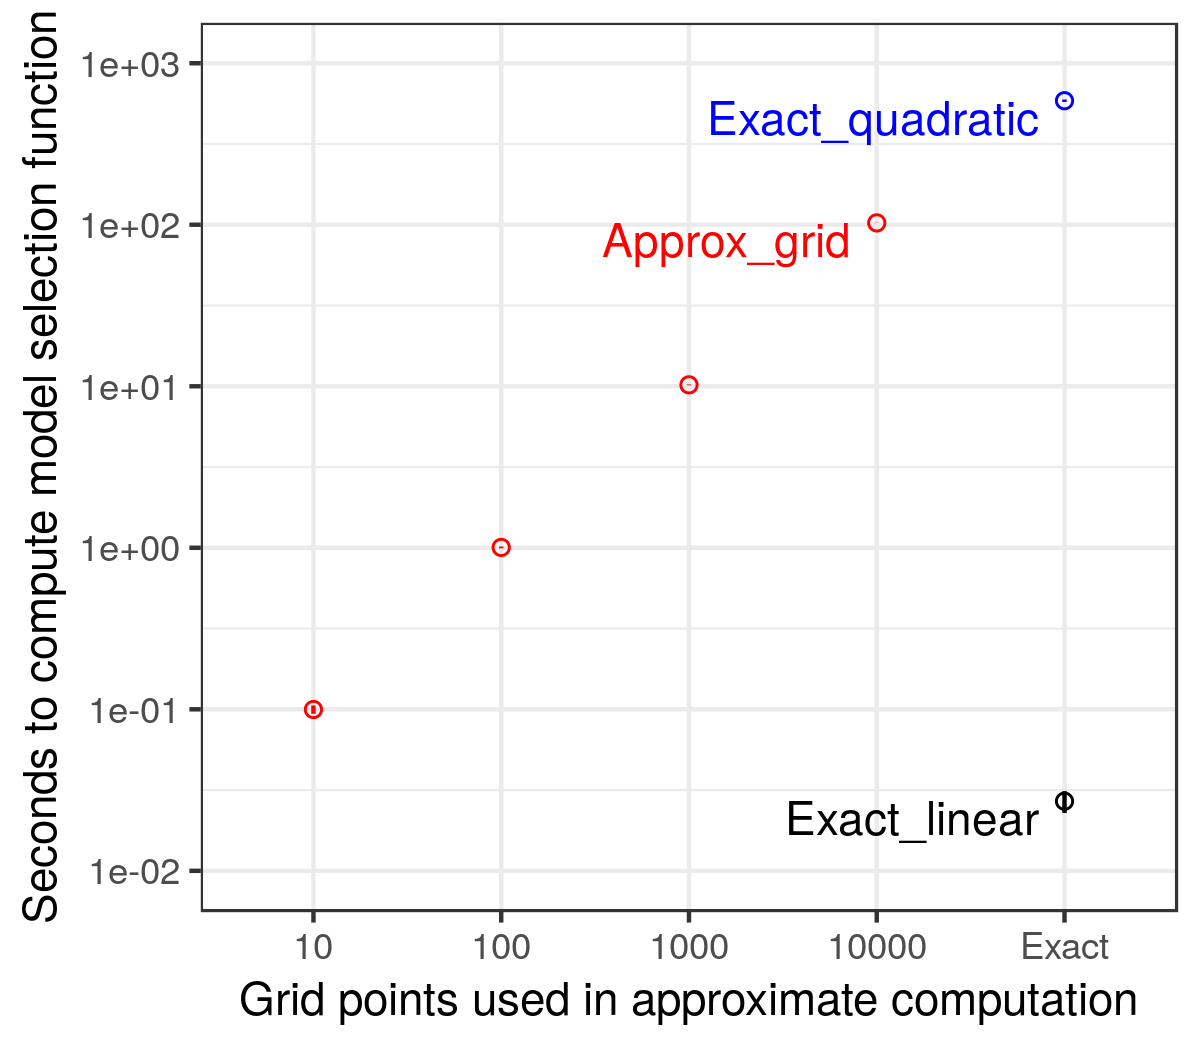 Seconds to compute model selection function
1e+03
1e+02
1e+01
1e+00
1e-01
1e-02
Exact_quadratic
Approx_grid
Exact_linear
10 100 1000 10000 Exact
Grid points used in approximate computation